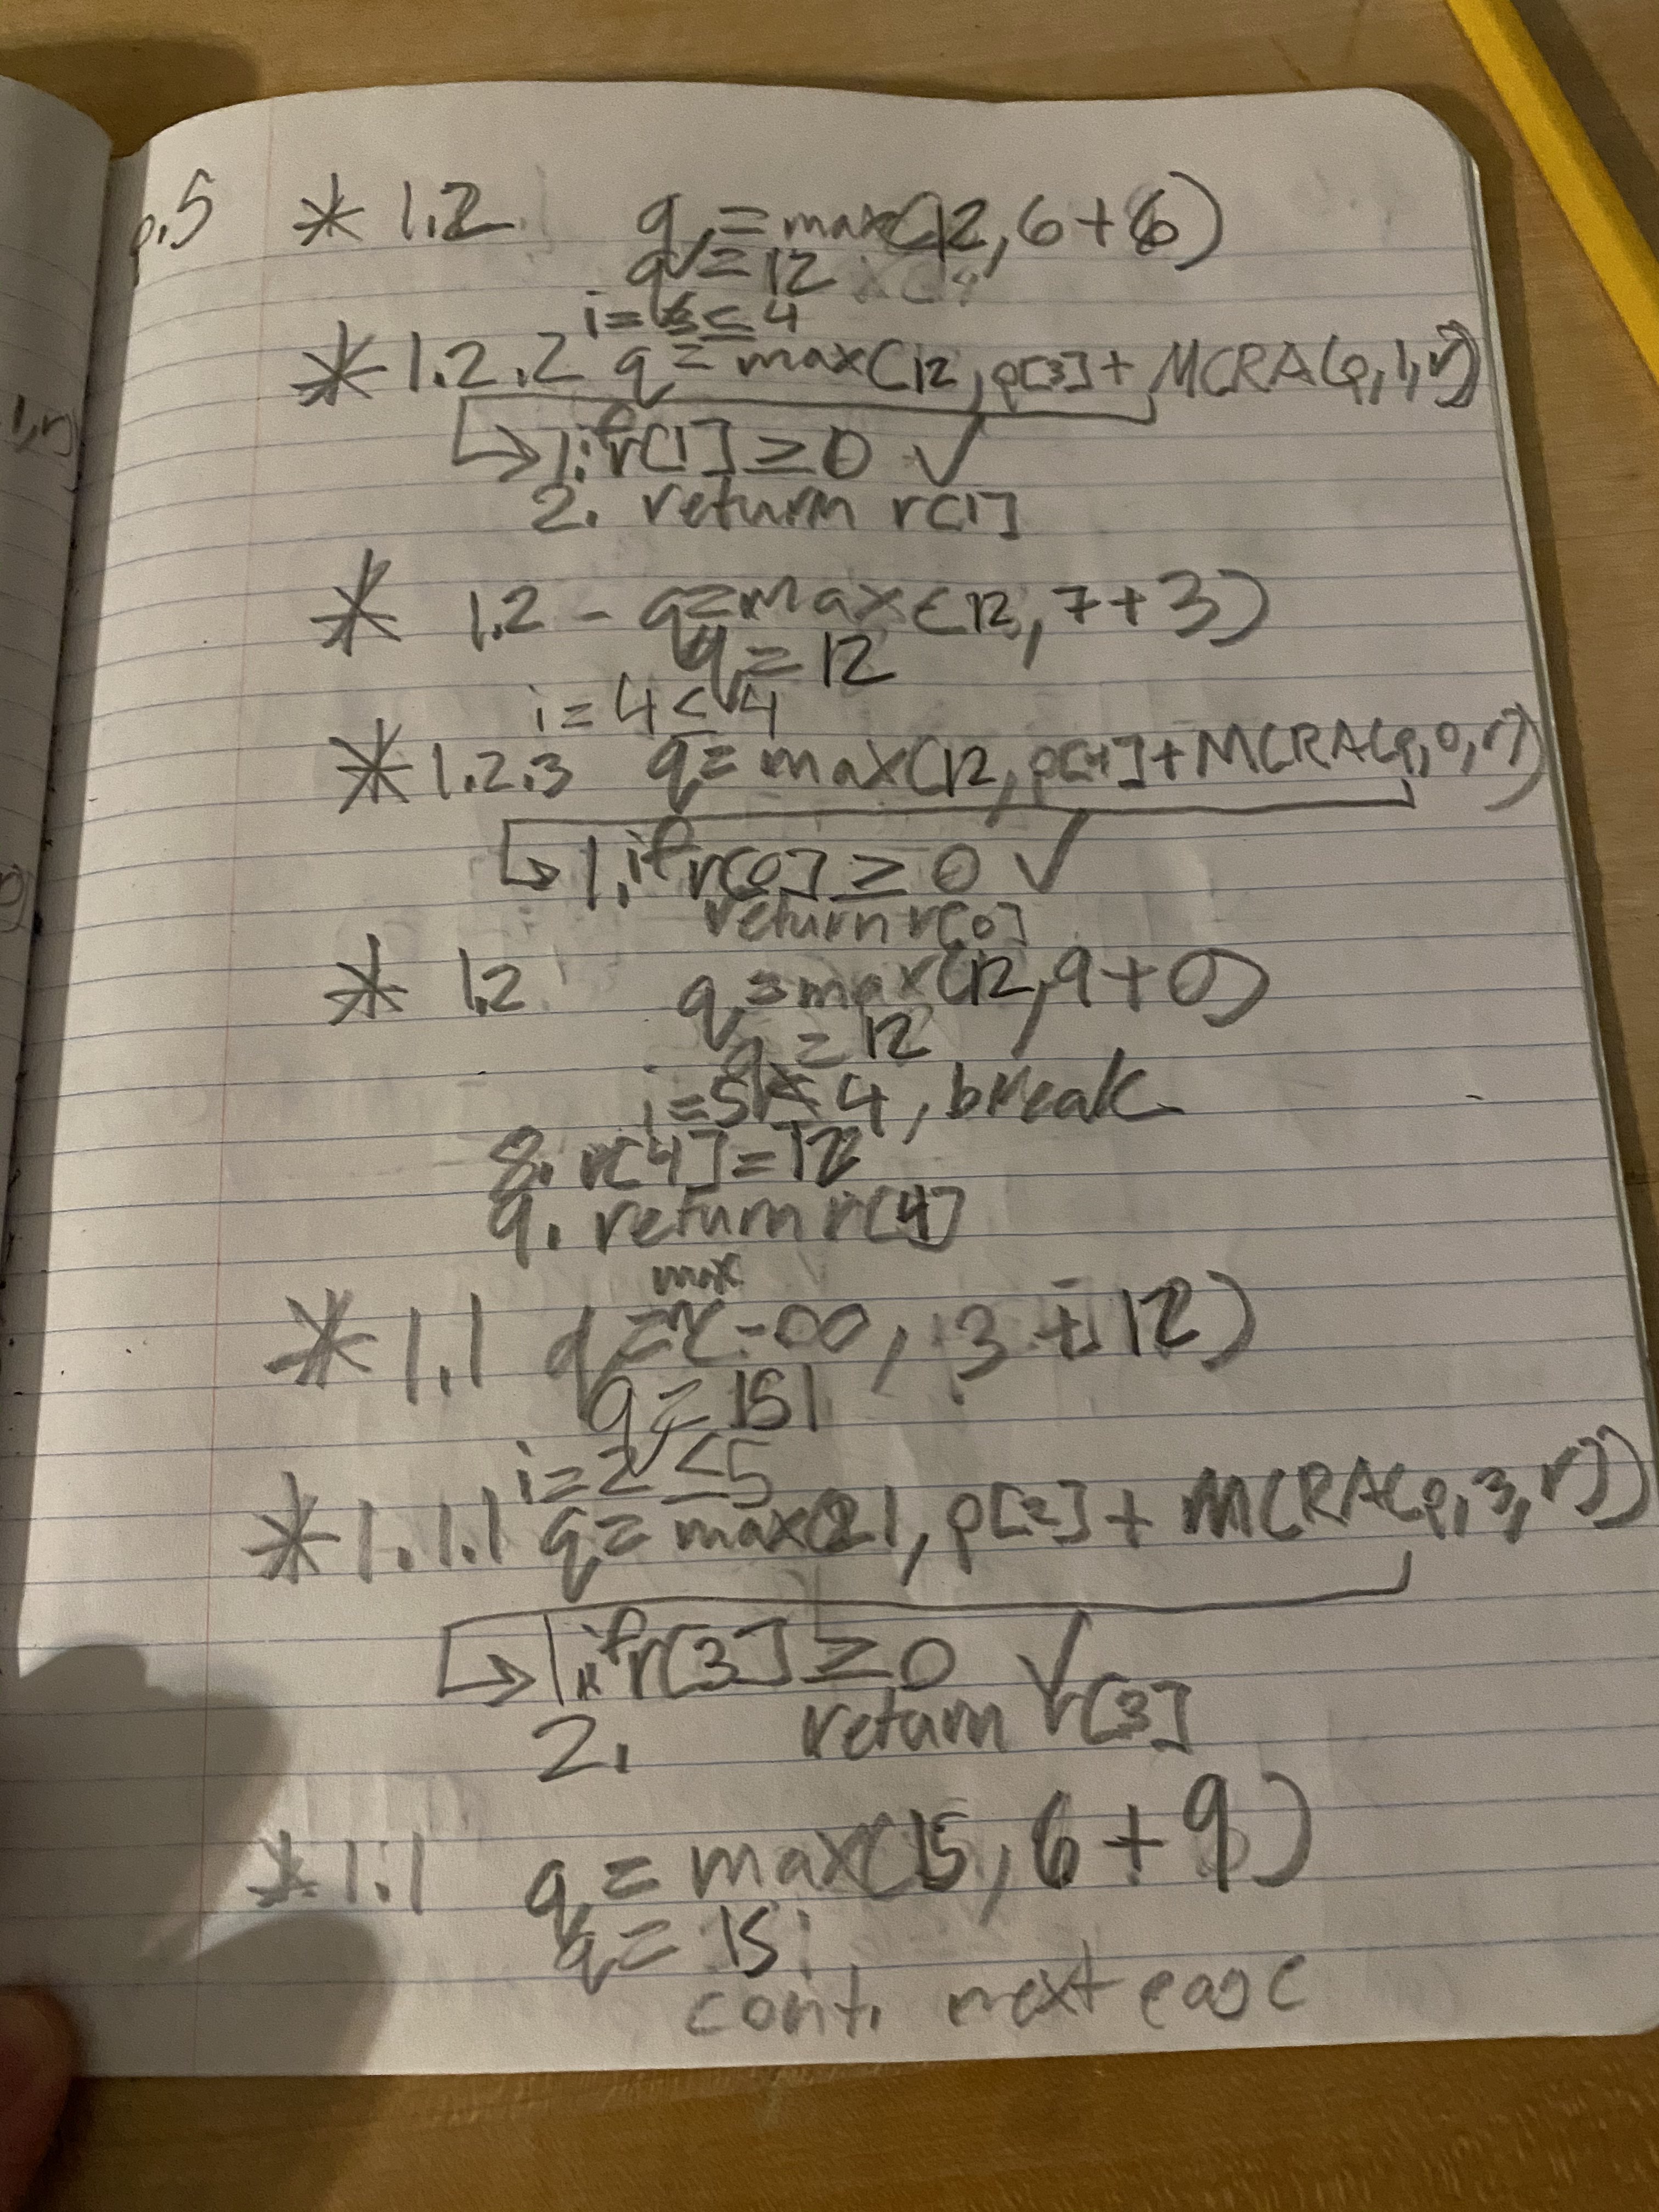 p.5 * 1.2 q = max(12, 6+6)
q = 12
i = 3 ≤ 4
* 1.2.2 q = max(12, p[3] + MCRA(p,1,r))
↳ 1. if r[1] ≥ 0 ✓
2. return r[1]
* 1.2 - q = max(12, 7+3)
q = 12
i = 4 ≤ 4
* 1.2.3 q = max(12, p[4] + MCRA(p,0,r))
↳ 1. if r[0] ≥ 0 ✓
return r[0]
* 1.2 q = max(12, 9+0)
q = 12
i = 5 ≰ 4, break
8. r[4] = 12
9. return r[4]
max
* 1.1 q = (-∞, 3 + 12)
q = 15
i = 2 ≤ 5
* 1.1.1 q = max( , p[2] + MCRA(p,3,r))
↳ 1. if r[3] ≥ 0 ✓
2. return r[3]
* 1.1 q = max(15, 6+9)
q = 15
cont. next page
1,r)